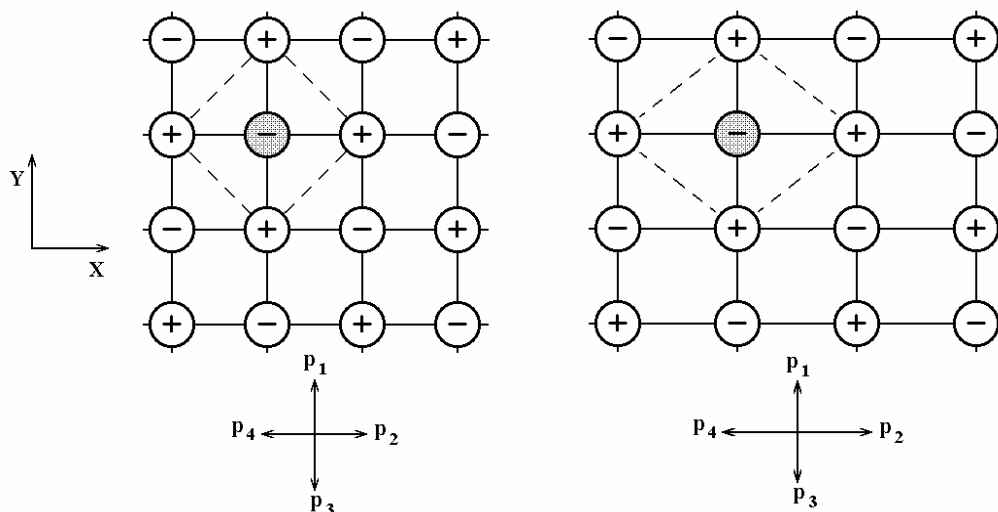 − + − + − + − +
+ − + − + − + −
Y
− + − + − + − +
X
+ − + − + − + −
p1 p1
p4 p2 p4 p2
p3 p3